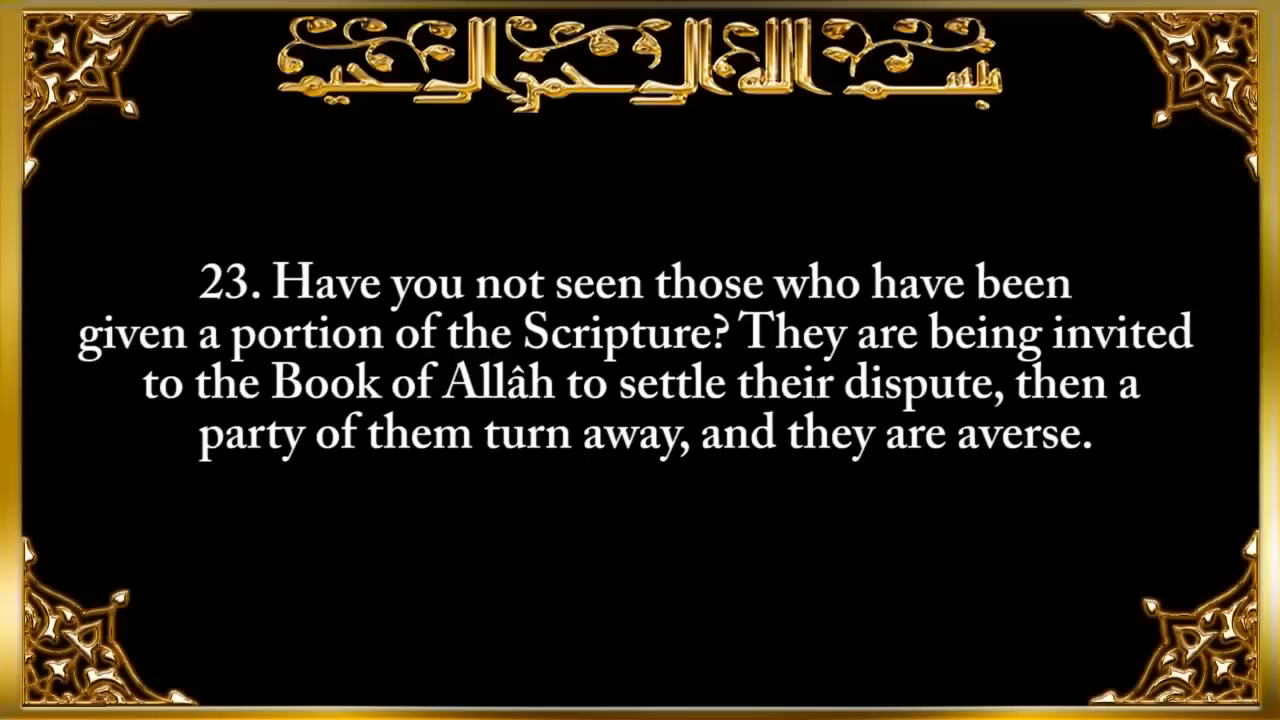 بسم الله الرحمن الرحيم
23. Have you not seen those who have been
given a portion of the Scripture? They are being invited
to the Book of Allâh to settle their dispute, then a
party of them turn away, and they are averse.